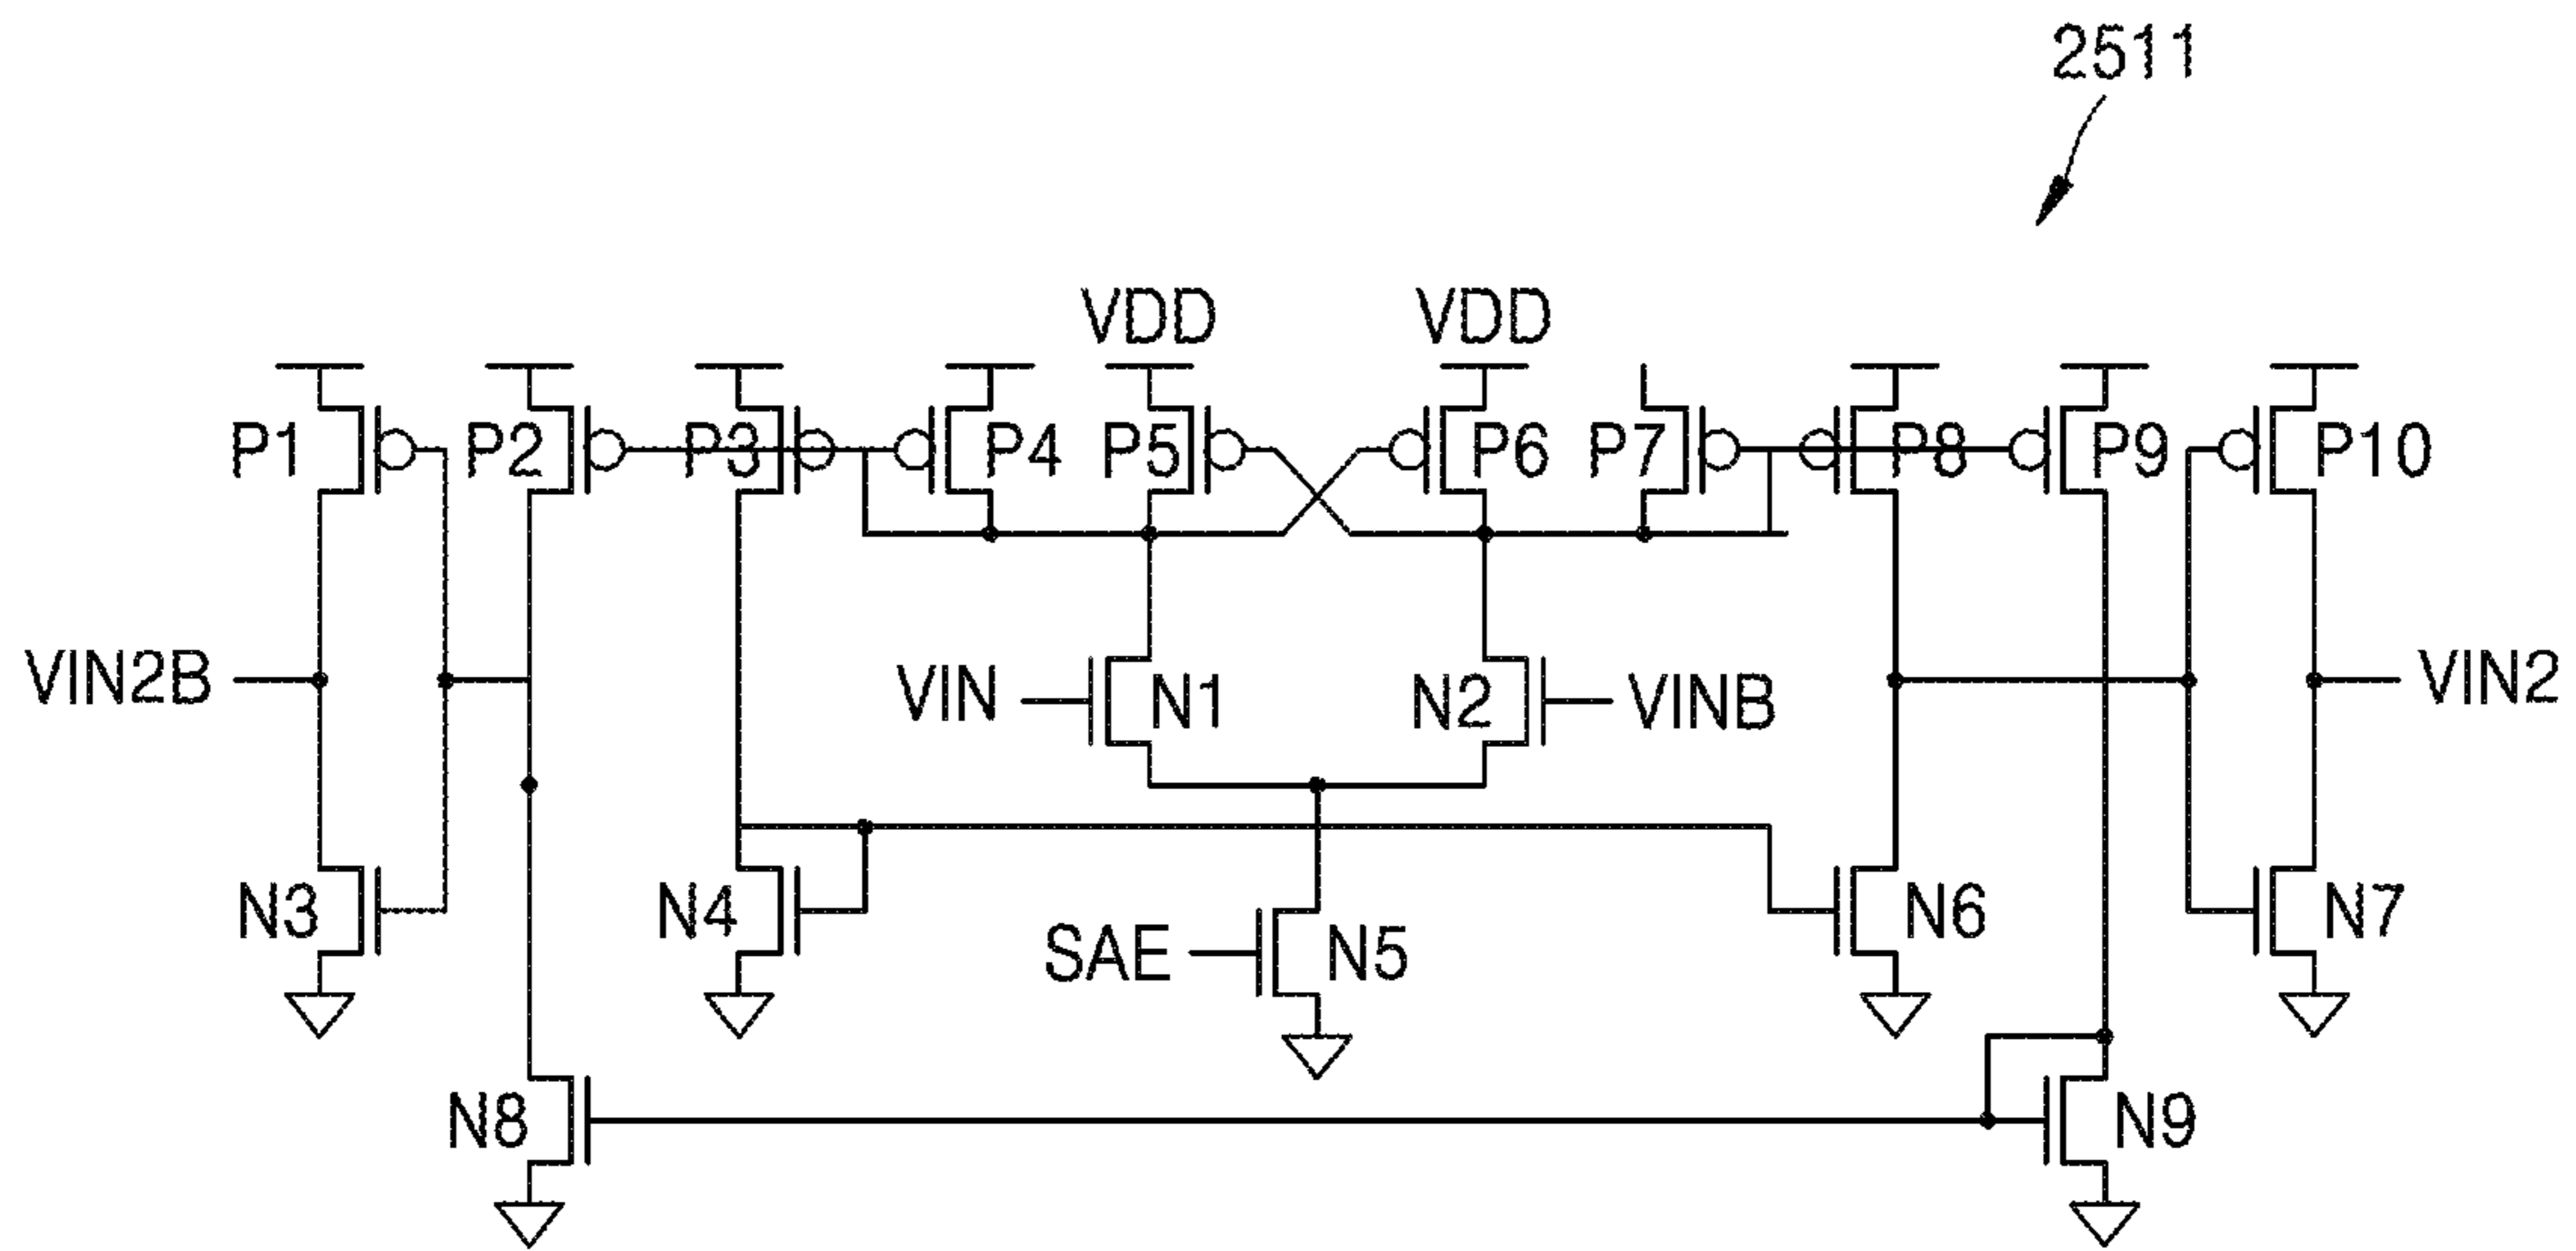 2511
VDD VDD
P1 P2 P3 P4 P5 P6 P7 P8 P9 P10
VIN2B VIN N1 N2 VINB VIN2
N3 N4 SAE N5 N6 N7
N8 N9